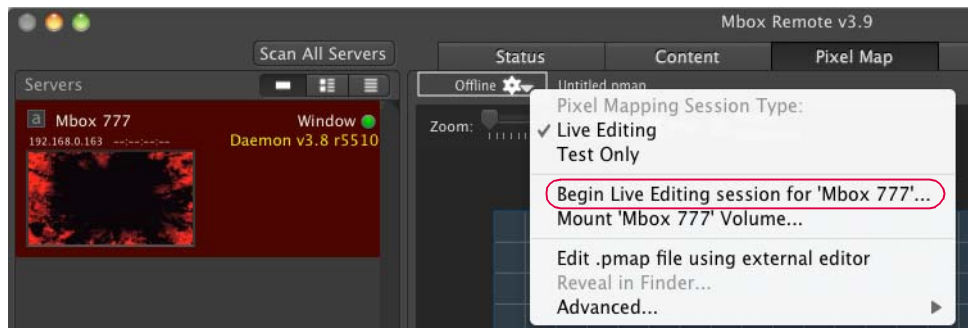 Mbox Remote v3.9
Scan All Servers
Status
Content
Pixel Map
Servers
Offline
Untitled.pmap
a Mbox 777
Window
192.168.0.163 --:--:--:--
Daemon v3.8 r5510
Zoom:
Pixel Mapping Session Type:
✓ Live Editing
Test Only
Begin Live Editing session for 'Mbox 777'...
Mount 'Mbox 777' Volume...
Edit .pmap file using external editor
Reveal in Finder...
Advanced...